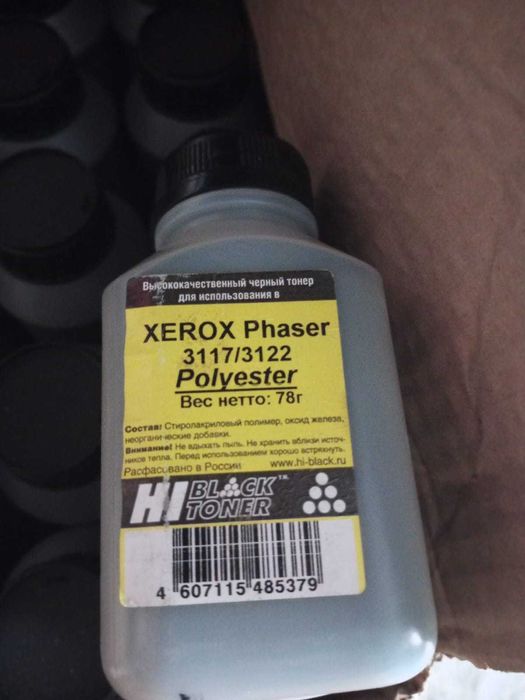 Высококачественный черный тонер
для использования в
XEROX Phaser
3117/3122
Polyester
Вес нетто: 78г
Состав: Стиролакриловый полимер, оксид железа,
неорганические добавки.
Внимание! Не вдыхать пыль. Не хранить вблизи источ-
ников тепла. Перед использованием хорошо встряхнуть.
Расфасовано в России www.hi-black.ru
HI BLACK TM
TONER
4 607115 485379